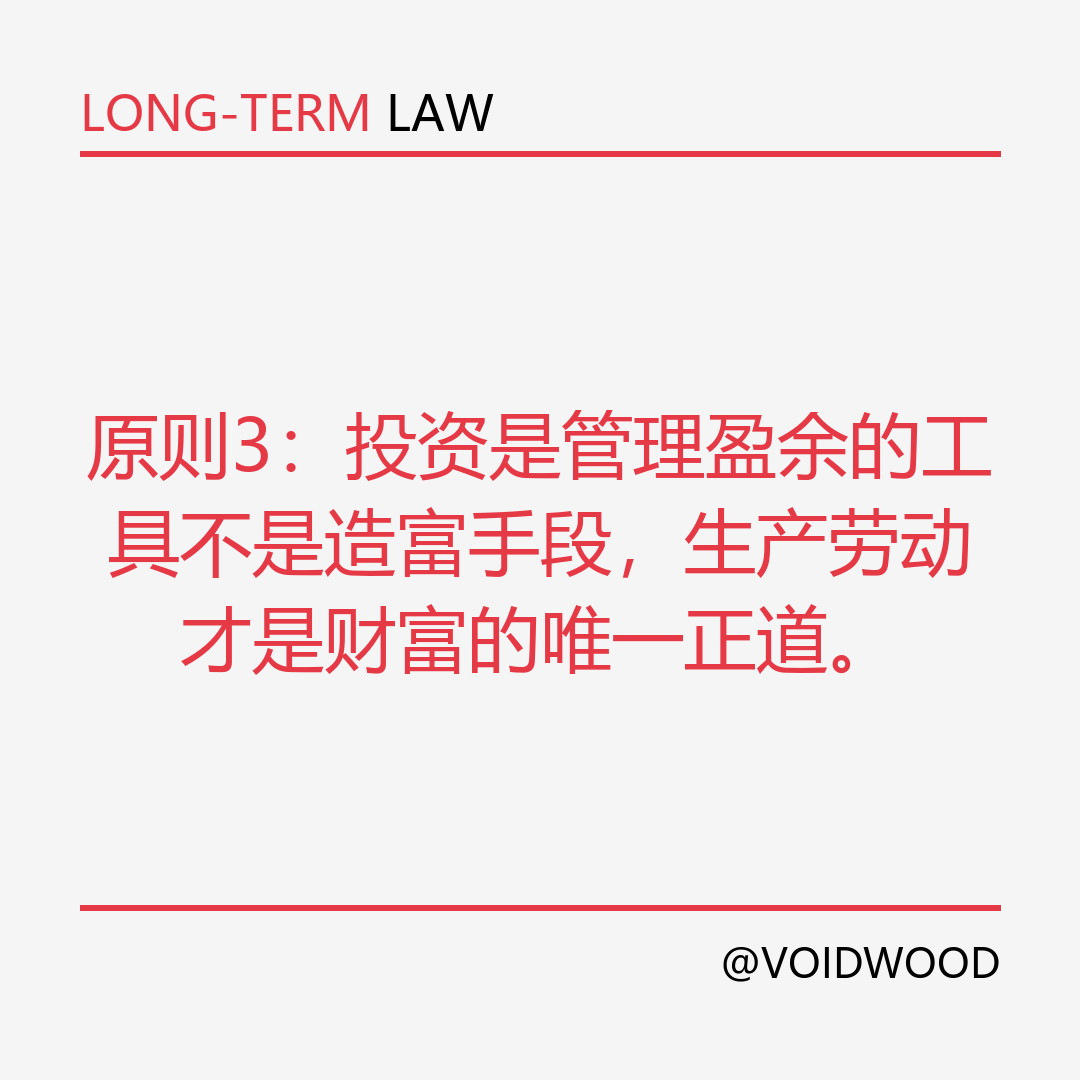 LONG-TERM LAW
原则3：投资是管理盈余的工
具不是造富手段，生产劳动
才是财富的唯一正道。
@VOIDWOOD